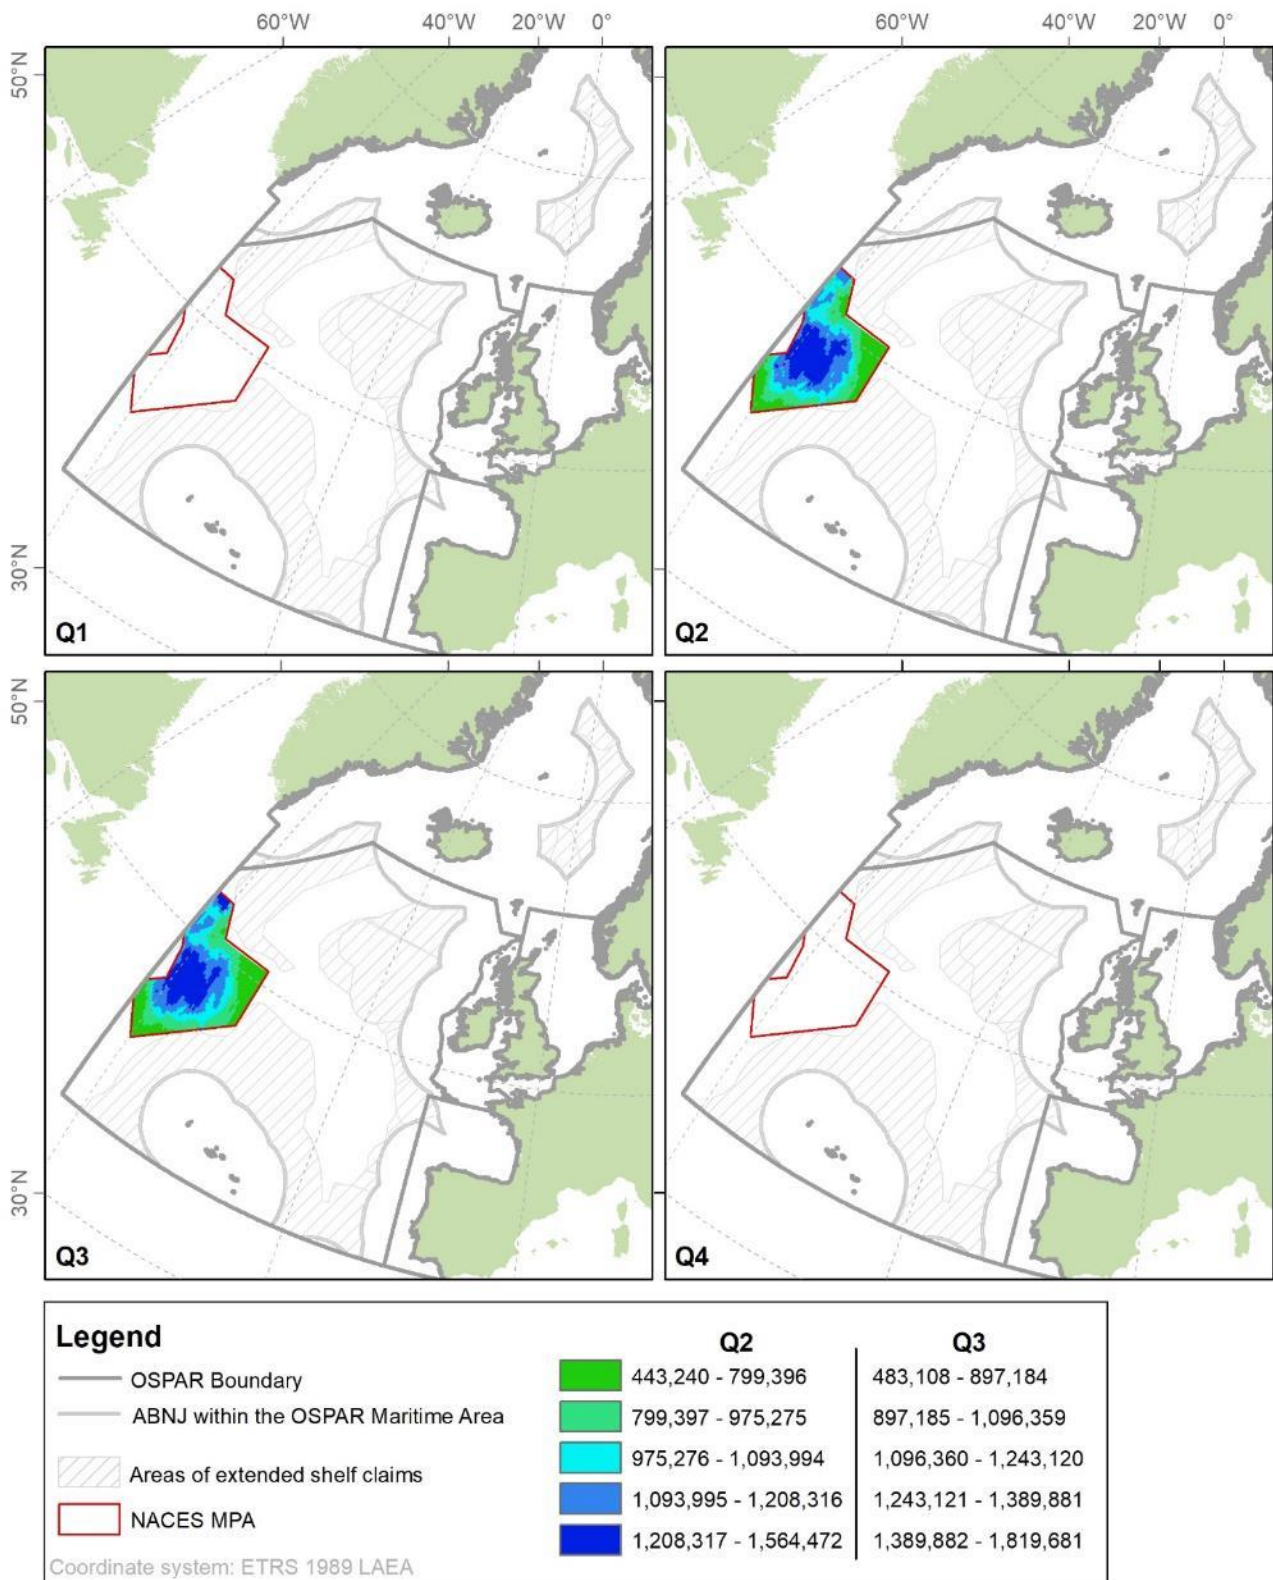 60°W 40°W 20°W 0° 60°W 40°W 20°W 0°
50°N
30°N
Q1 Q2
50°N
30°N
Q3 Q4
Legend
OSPAR Boundary
ABNJ within the OSPAR Maritime Area
Areas of extended shelf claims
NACES MPA
Coordinate system: ETRS 1989 LAEA
Q2 Q3
443,240 - 799,396 483,108 - 897,184
799,397 - 975,275 897,185 - 1,096,359
975,276 - 1,093,994 1,096,360 - 1,243,120
1,093,995 - 1,208,316 1,243,121 - 1,389,881
1,208,317 - 1,564,472 1,389,882 - 1,819,681